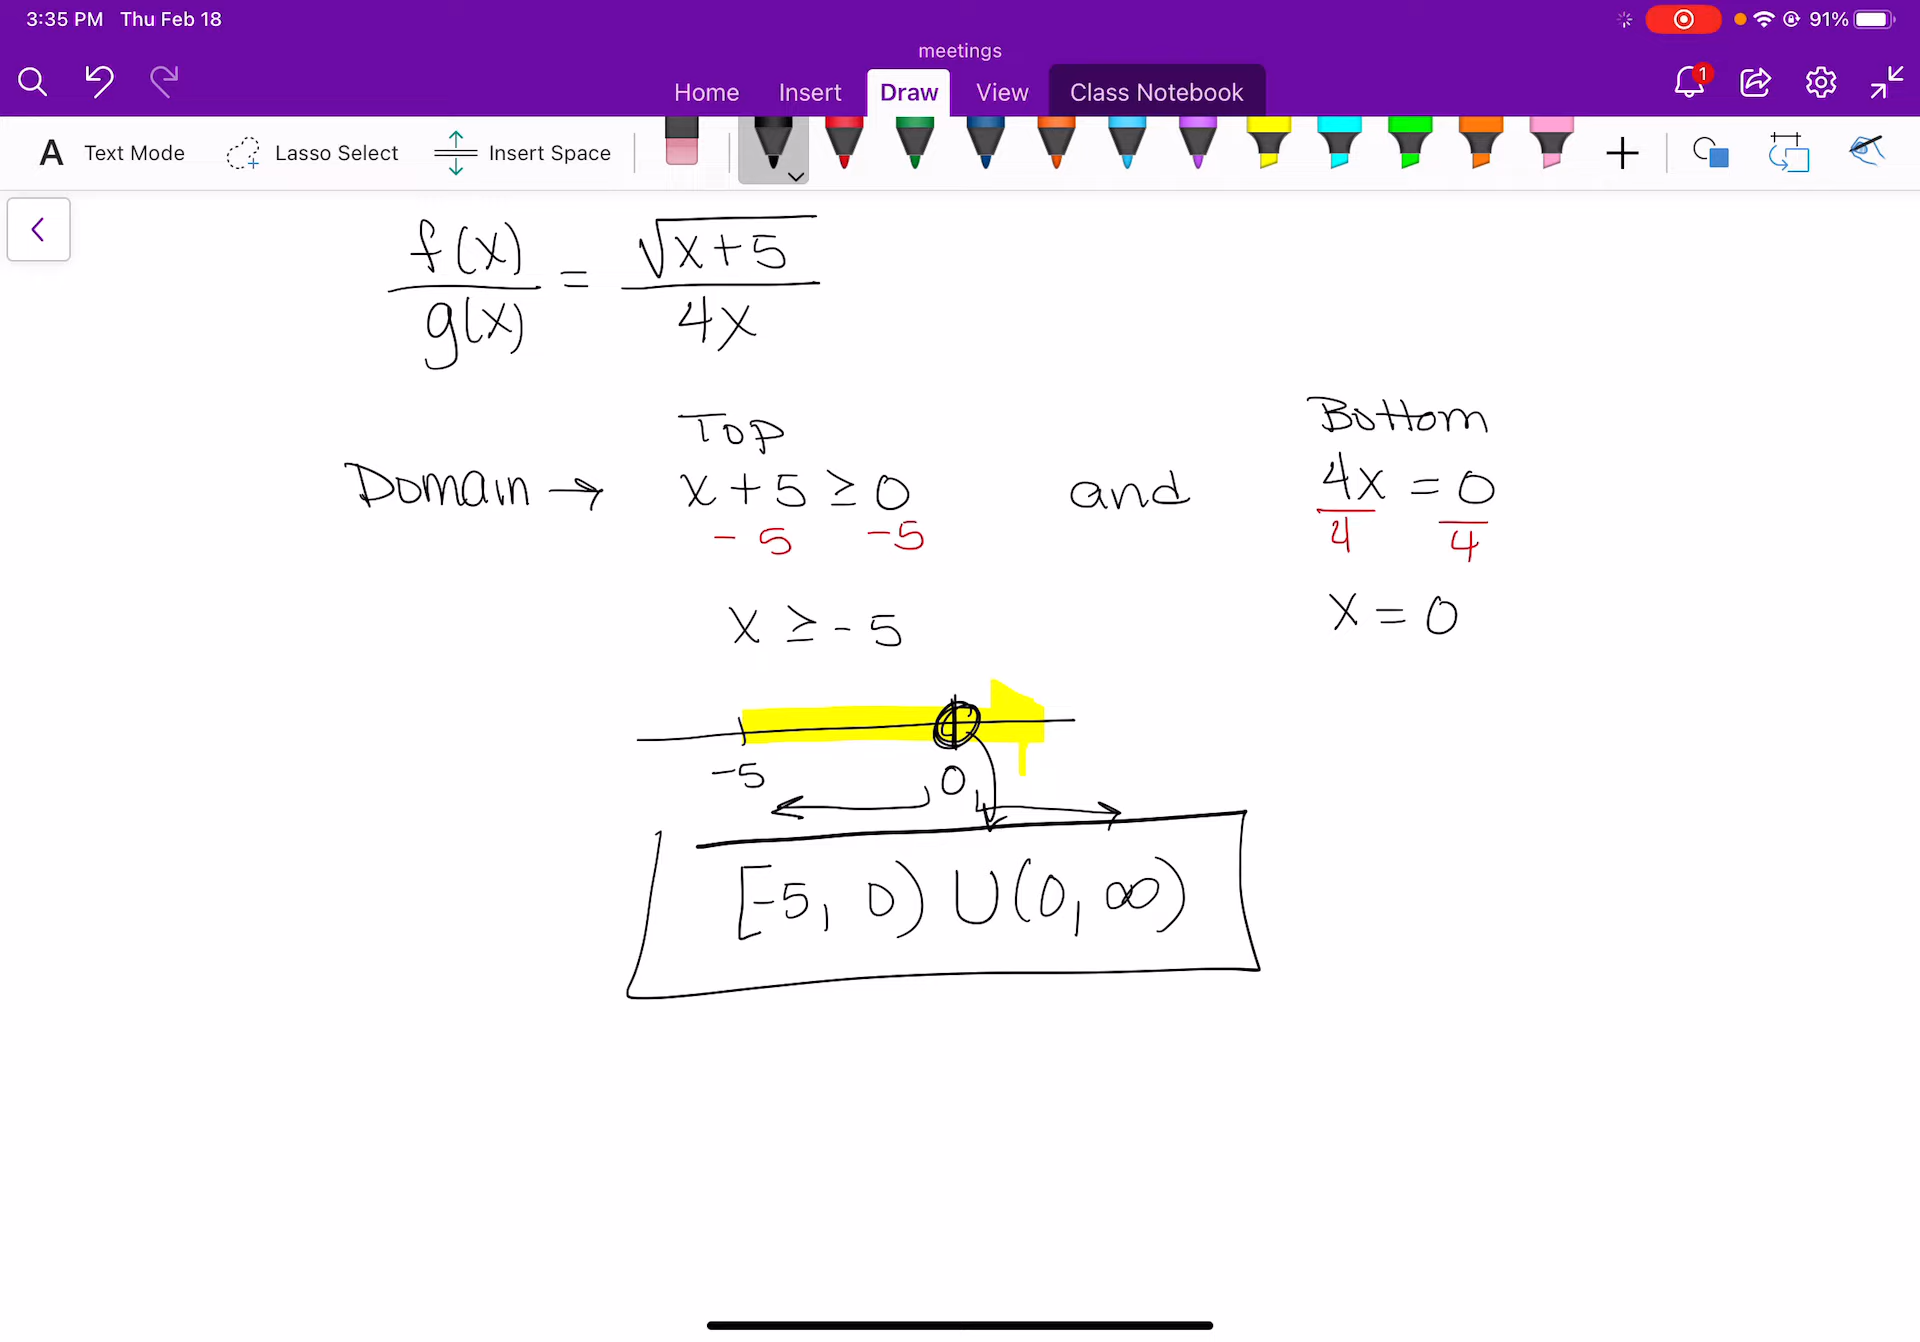 3:35 PM Thu Feb 18 91%
meetings
Home Insert Draw View Class Notebook 1
A Text Mode Lasso Select Insert Space
f(x) / g(x) = √x+5 / 4x
Top Bottom
Domain → x + 5 ≥ 0 and 4x = 0
- 5 -5 4 4
x ≥ - 5 x = 0
-5 0
[-5, 0) ∪ (0, ∞)